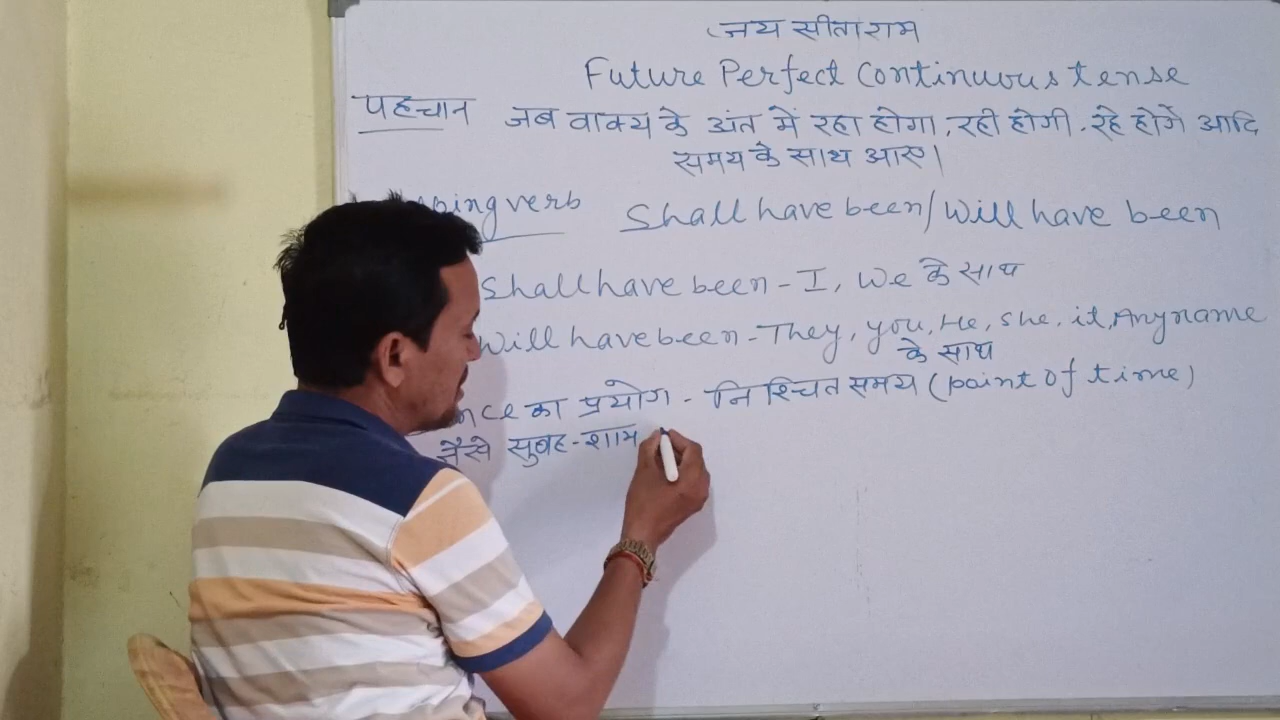 जय सीताराम
Future Perfect Continuous tense
पहचान जब वाक्य के अंत में रहा होगा, रही होगी, रहे होगें आदि
समय के साथ आए।
verb Shall have been/Will have been
Shall have been - I, We के साथ
Will have been - They, you, He, She, it, Any name
के साथ
का प्रयोग - निश्चित समय (Point Of time)
जैसे सुबह-शाम